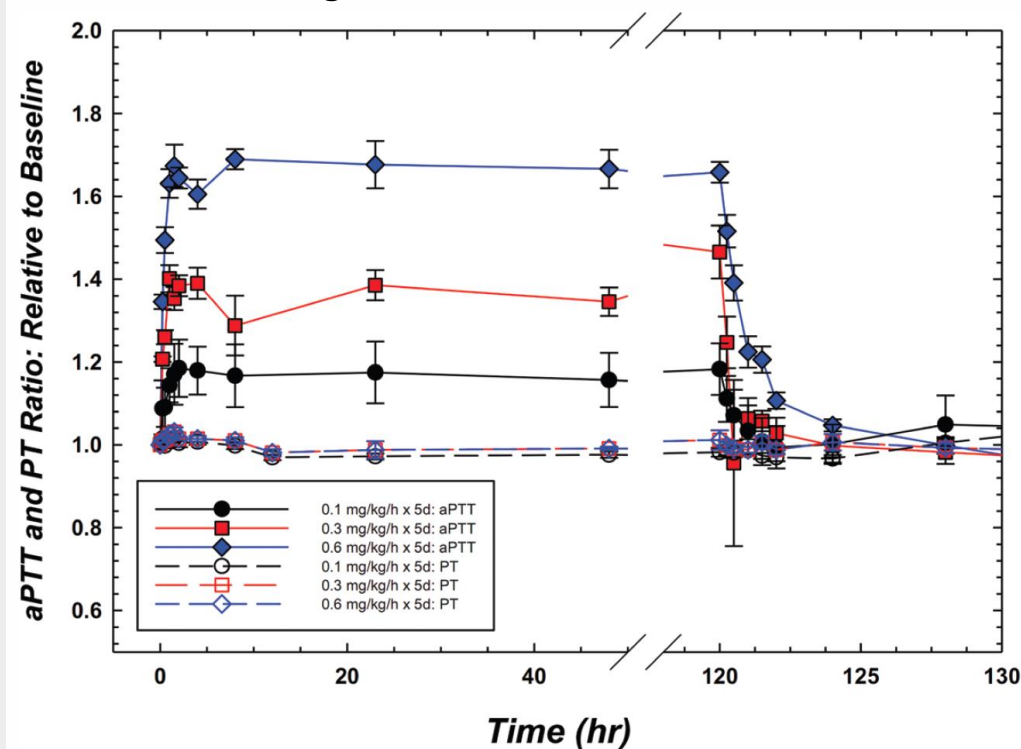 aPTT and PT Ratio: Relative to Baseline
2.0
1.8
1.6
1.4
1.2
1.0
0.8
0.6
0.1 mg/kg/h x 5d: aPTT
0.3 mg/kg/h x 5d: aPTT
0.6 mg/kg/h x 5d: aPTT
0.1 mg/kg/h x 5d: PT
0.3 mg/kg/h x 5d: PT
0.6 mg/kg/h x 5d: PT
0 20 40 120 125 130
Time (hr)